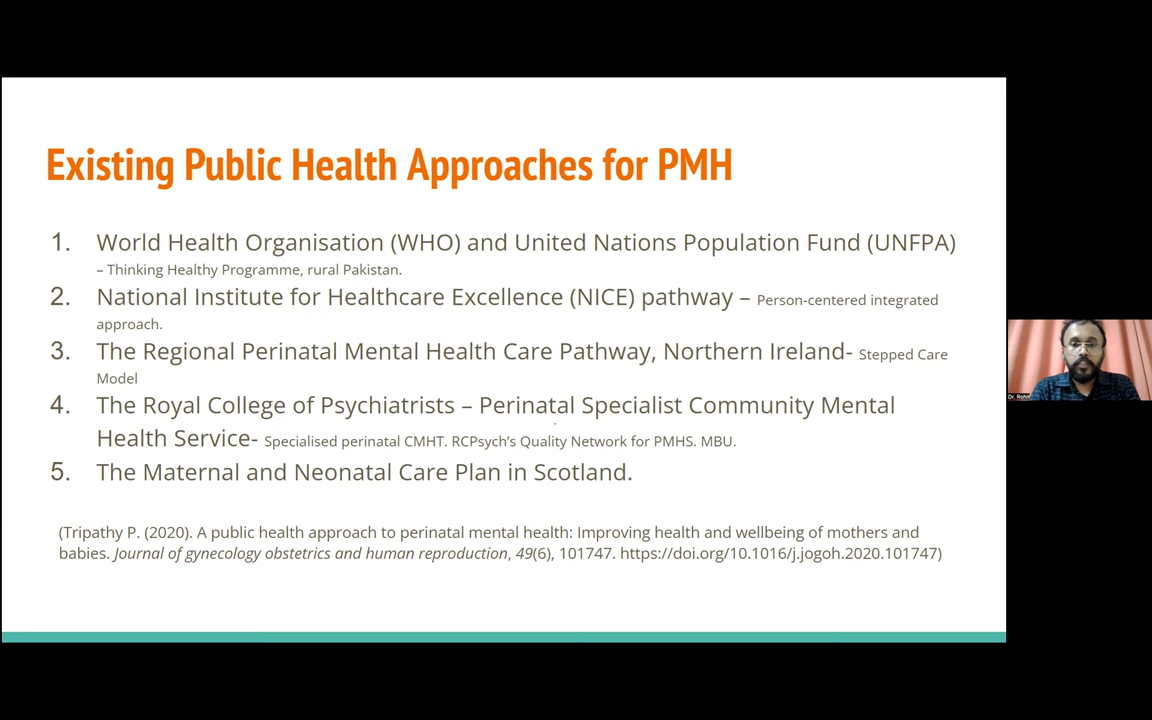 Existing Public Health Approaches for PMH
1. World Health Organisation (WHO) and United Nations Population Fund (UNFPA)
– Thinking Healthy Programme, rural Pakistan.
2. National Institute for Healthcare Excellence (NICE) pathway – Person-centered integrated
approach.
3. The Regional Perinatal Mental Health Care Pathway, Northern Ireland- Stepped Care
Model
4. The Royal College of Psychiatrists – Perinatal Specialist Community Mental
Health Service- Specialised perinatal CMHT. RCPsych’s Quality Network for PMHS. MBU.
5. The Maternal and Neonatal Care Plan in Scotland.
(Tripathy P. (2020). A public health approach to perinatal mental health: Improving health and wellbeing of mothers and
babies. Journal of gynecology obstetrics and human reproduction, 49(6), 101747. https://doi.org/10.1016/j.jogoh.2020.101747)
Dr. Rohit